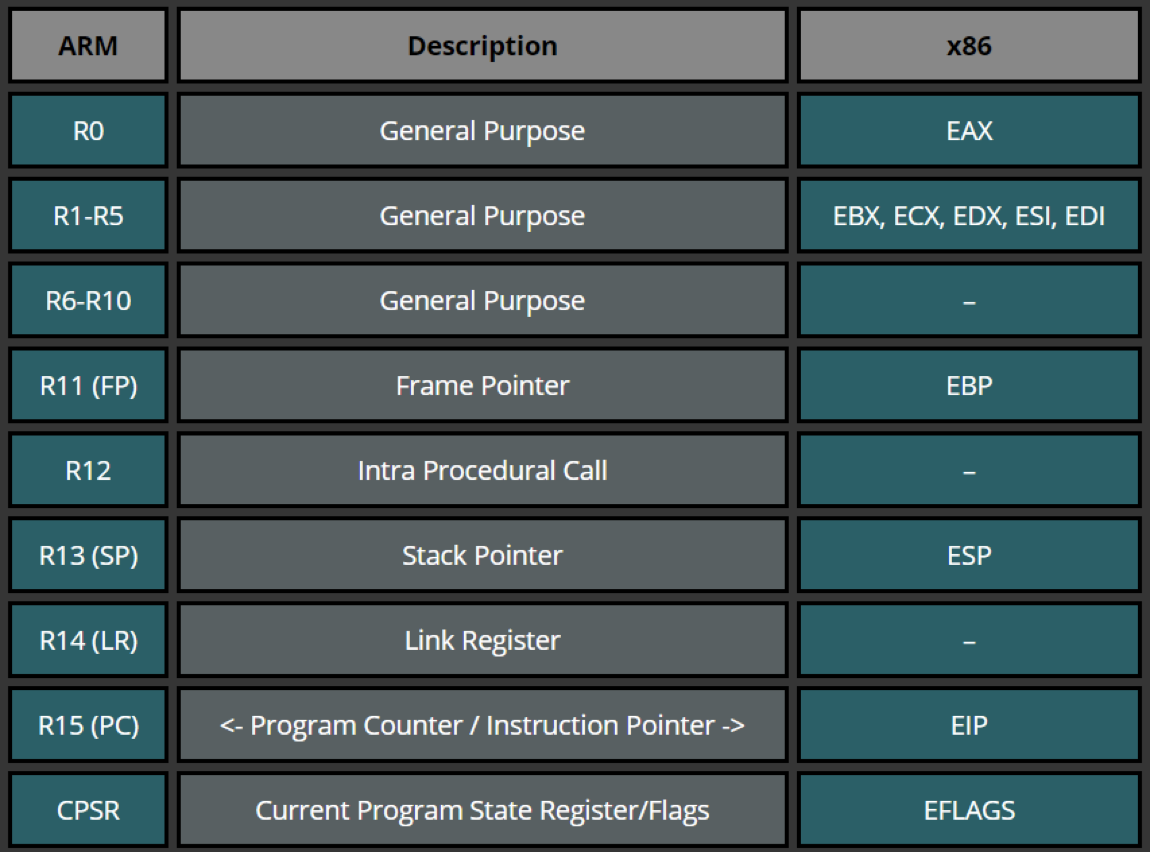 ARM Description x86
R0 General Purpose EAX
R1-R5 General Purpose EBX, ECX, EDX, ESI, EDI
R6-R10 General Purpose –
R11 (FP) Frame Pointer EBP
R12 Intra Procedural Call –
R13 (SP) Stack Pointer ESP
R14 (LR) Link Register –
R15 (PC) <- Program Counter / Instruction Pointer -> EIP
CPSR Current Program State Register/Flags EFLAGS